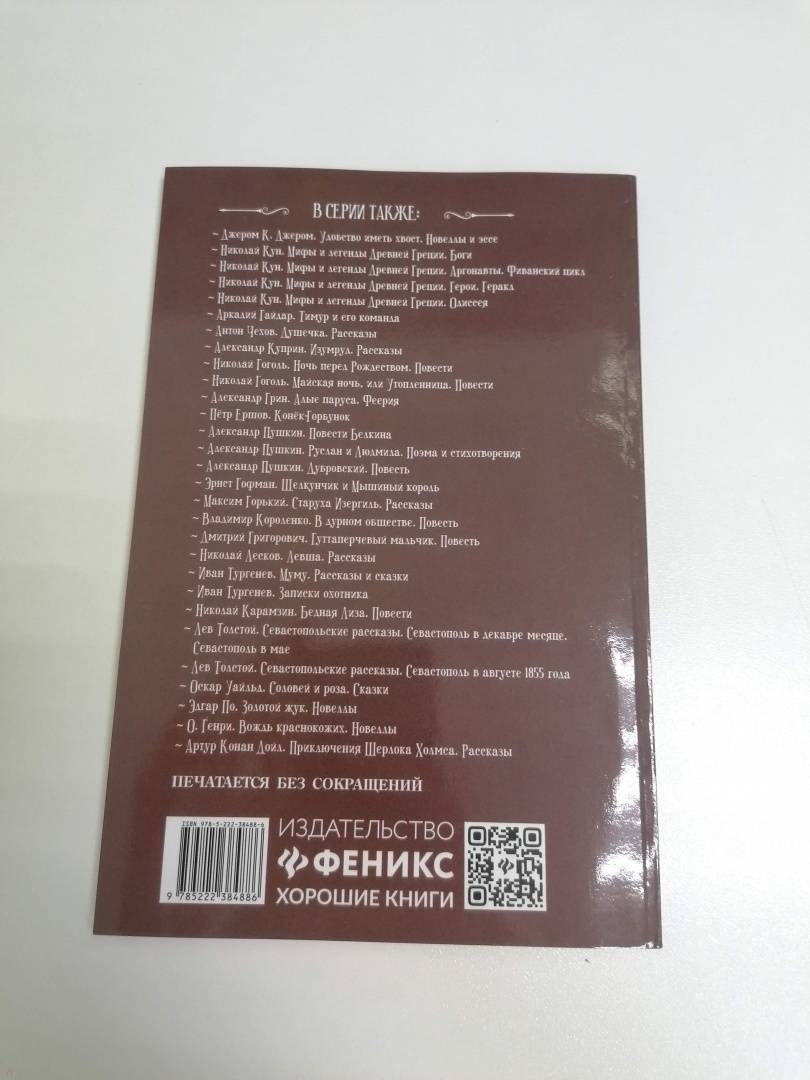 В СЕРИИ ТАКЖЕ:
~ Джером К. Джером. Удобство иметь хвост. Новеллы и эссе
~ Николай Кун. Мифы и легенды Древней Греции. Боги
~ Николай Кун. Мифы и легенды Древней Греции. Аргонавты. Фиванский цикл
~ Николай Кун. Мифы и легенды Древней Греции. Герои. Геракл
~ Николай Кун. Мифы и легенды Древней Греции. Одиссея
~ Аркадий Гайдар. Тимур и его команда
~ Антон Чехов. Душечка. Рассказы
~ Александр Куприн. Изумруд. Рассказы
~ Николай Гоголь. Ночь перед Рождеством. Повести
~ Николай Гоголь. Майская ночь, или Утопленница. Повести
~ Александр Грин. Алые паруса. Феерия
~ Пётр Ершов. Конёк-Горбунок
~ Александр Пушкин. Повести Белкина
~ Александр Пушкин. Руслан и Людмила. Поэма и стихотворения
~ Александр Пушкин. Дубровский. Повесть
~ Эрнст Гофман. Щелкунчик и Мышиный король
~ Максим Горький. Старуха Изергиль. Рассказы
~ Владимир Короленко. В дурном обществе. Повесть
~ Дмитрий Григорович. Гуттаперчевый мальчик. Повесть
~ Николай Лесков. Левша. Рассказы
~ Иван Тургенев. Муму. Рассказы и сказки
~ Иван Тургенев. Записки охотника
~ Николай Карамзин. Бедная Лиза. Повести
~ Лев Толстой. Севастопольские рассказы. Севастополь в декабре месяце.
Севастополь в мае
~ Лев Толстой. Севастопольские рассказы. Севастополь в августе 1855 года
~ Оскар Уайльд. Соловей и роза. Сказки
~ Эдгар По. Золотой жук. Новеллы
~ О. Генри. Вождь краснокожих. Новеллы
~ Артур Конан Дойл. Приключения Шерлока Холмса. Рассказы
ПЕЧАТАЕТСЯ БЕЗ СОКРАЩЕНИЙ
ISBN 978-5-222-38488-6
9 785222 384886
ИЗДАТЕЛЬСТВО
ФЕНИКС
ХОРОШИЕ КНИГИ